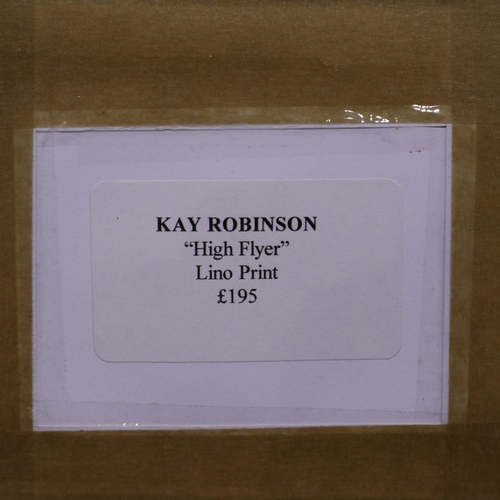 KAY ROBINSON
“High Flyer”
Lino Print
£195